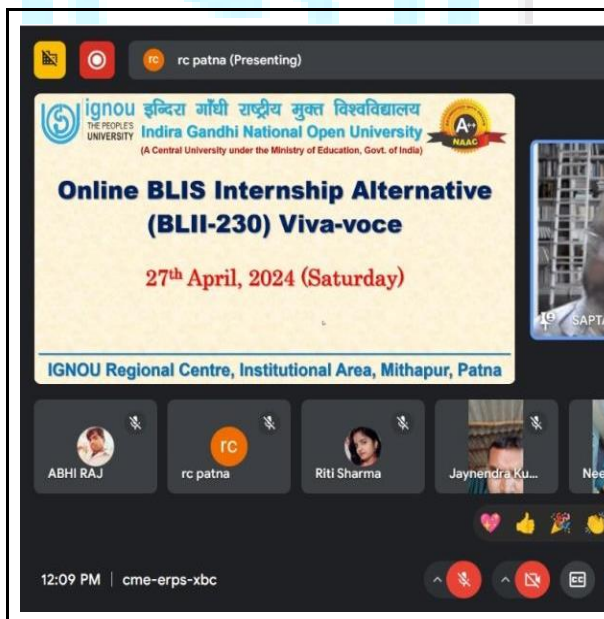 rc
rc patna (Presenting)
ignou
THE PEOPLE'S
UNIVERSITY
इन्दिरा गाँधी राष्ट्रीय मुक्त विश्वविद्यालय
Indira Gandhi National Open University
(A Central University under the Ministry of Education, Govt. of India)
A++
NAAC
Online BLIS Internship Alternative
(BLII-230) Viva-voce
27th April, 2024 (Saturday)
IGNOU Regional Centre, Institutional Area, Mithapur, Patna
SAPTA
ABHI RAJ
rc
rc patna
Riti Sharma
Jaynendra Ku...
Nee
12:09 PM | cme-erps-xbc
CC